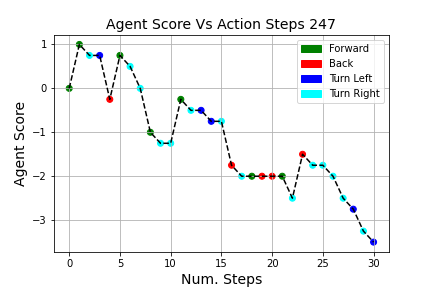 Agent Score Vs Action Steps 247
Forward
Back
Turn Left
Turn Right
Agent Score
1
0
−1
−2
−3
0 5 10 15 20 25 30
Num. Steps